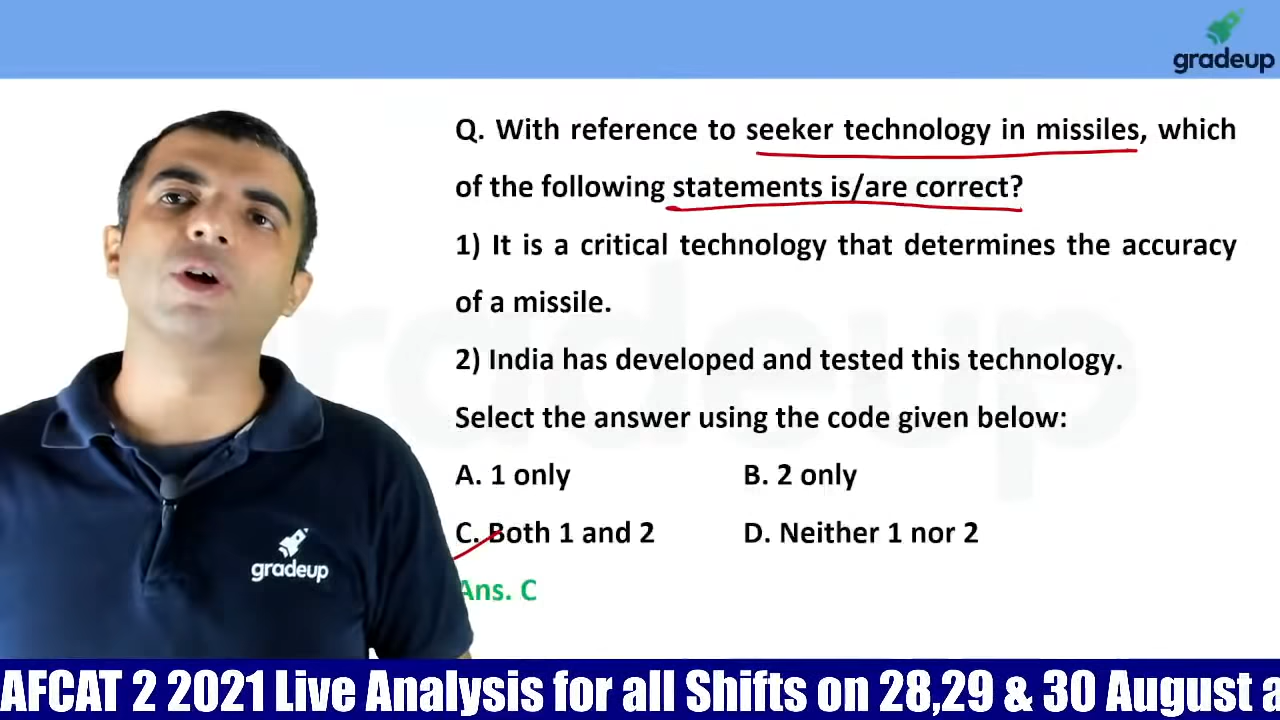 gradeup
Q. With reference to seeker technology in missiles, which
of the following statements is/are correct?
1) It is a critical technology that determines the accuracy
of a missile.
2) India has developed and tested this technology.
Select the answer using the code given below:
A. 1 only B. 2 only
C. Both 1 and 2 D. Neither 1 nor 2
Ans. C
gradeup
AFCAT 2 2021 Live Analysis for all Shifts on 28,29 & 30 August a